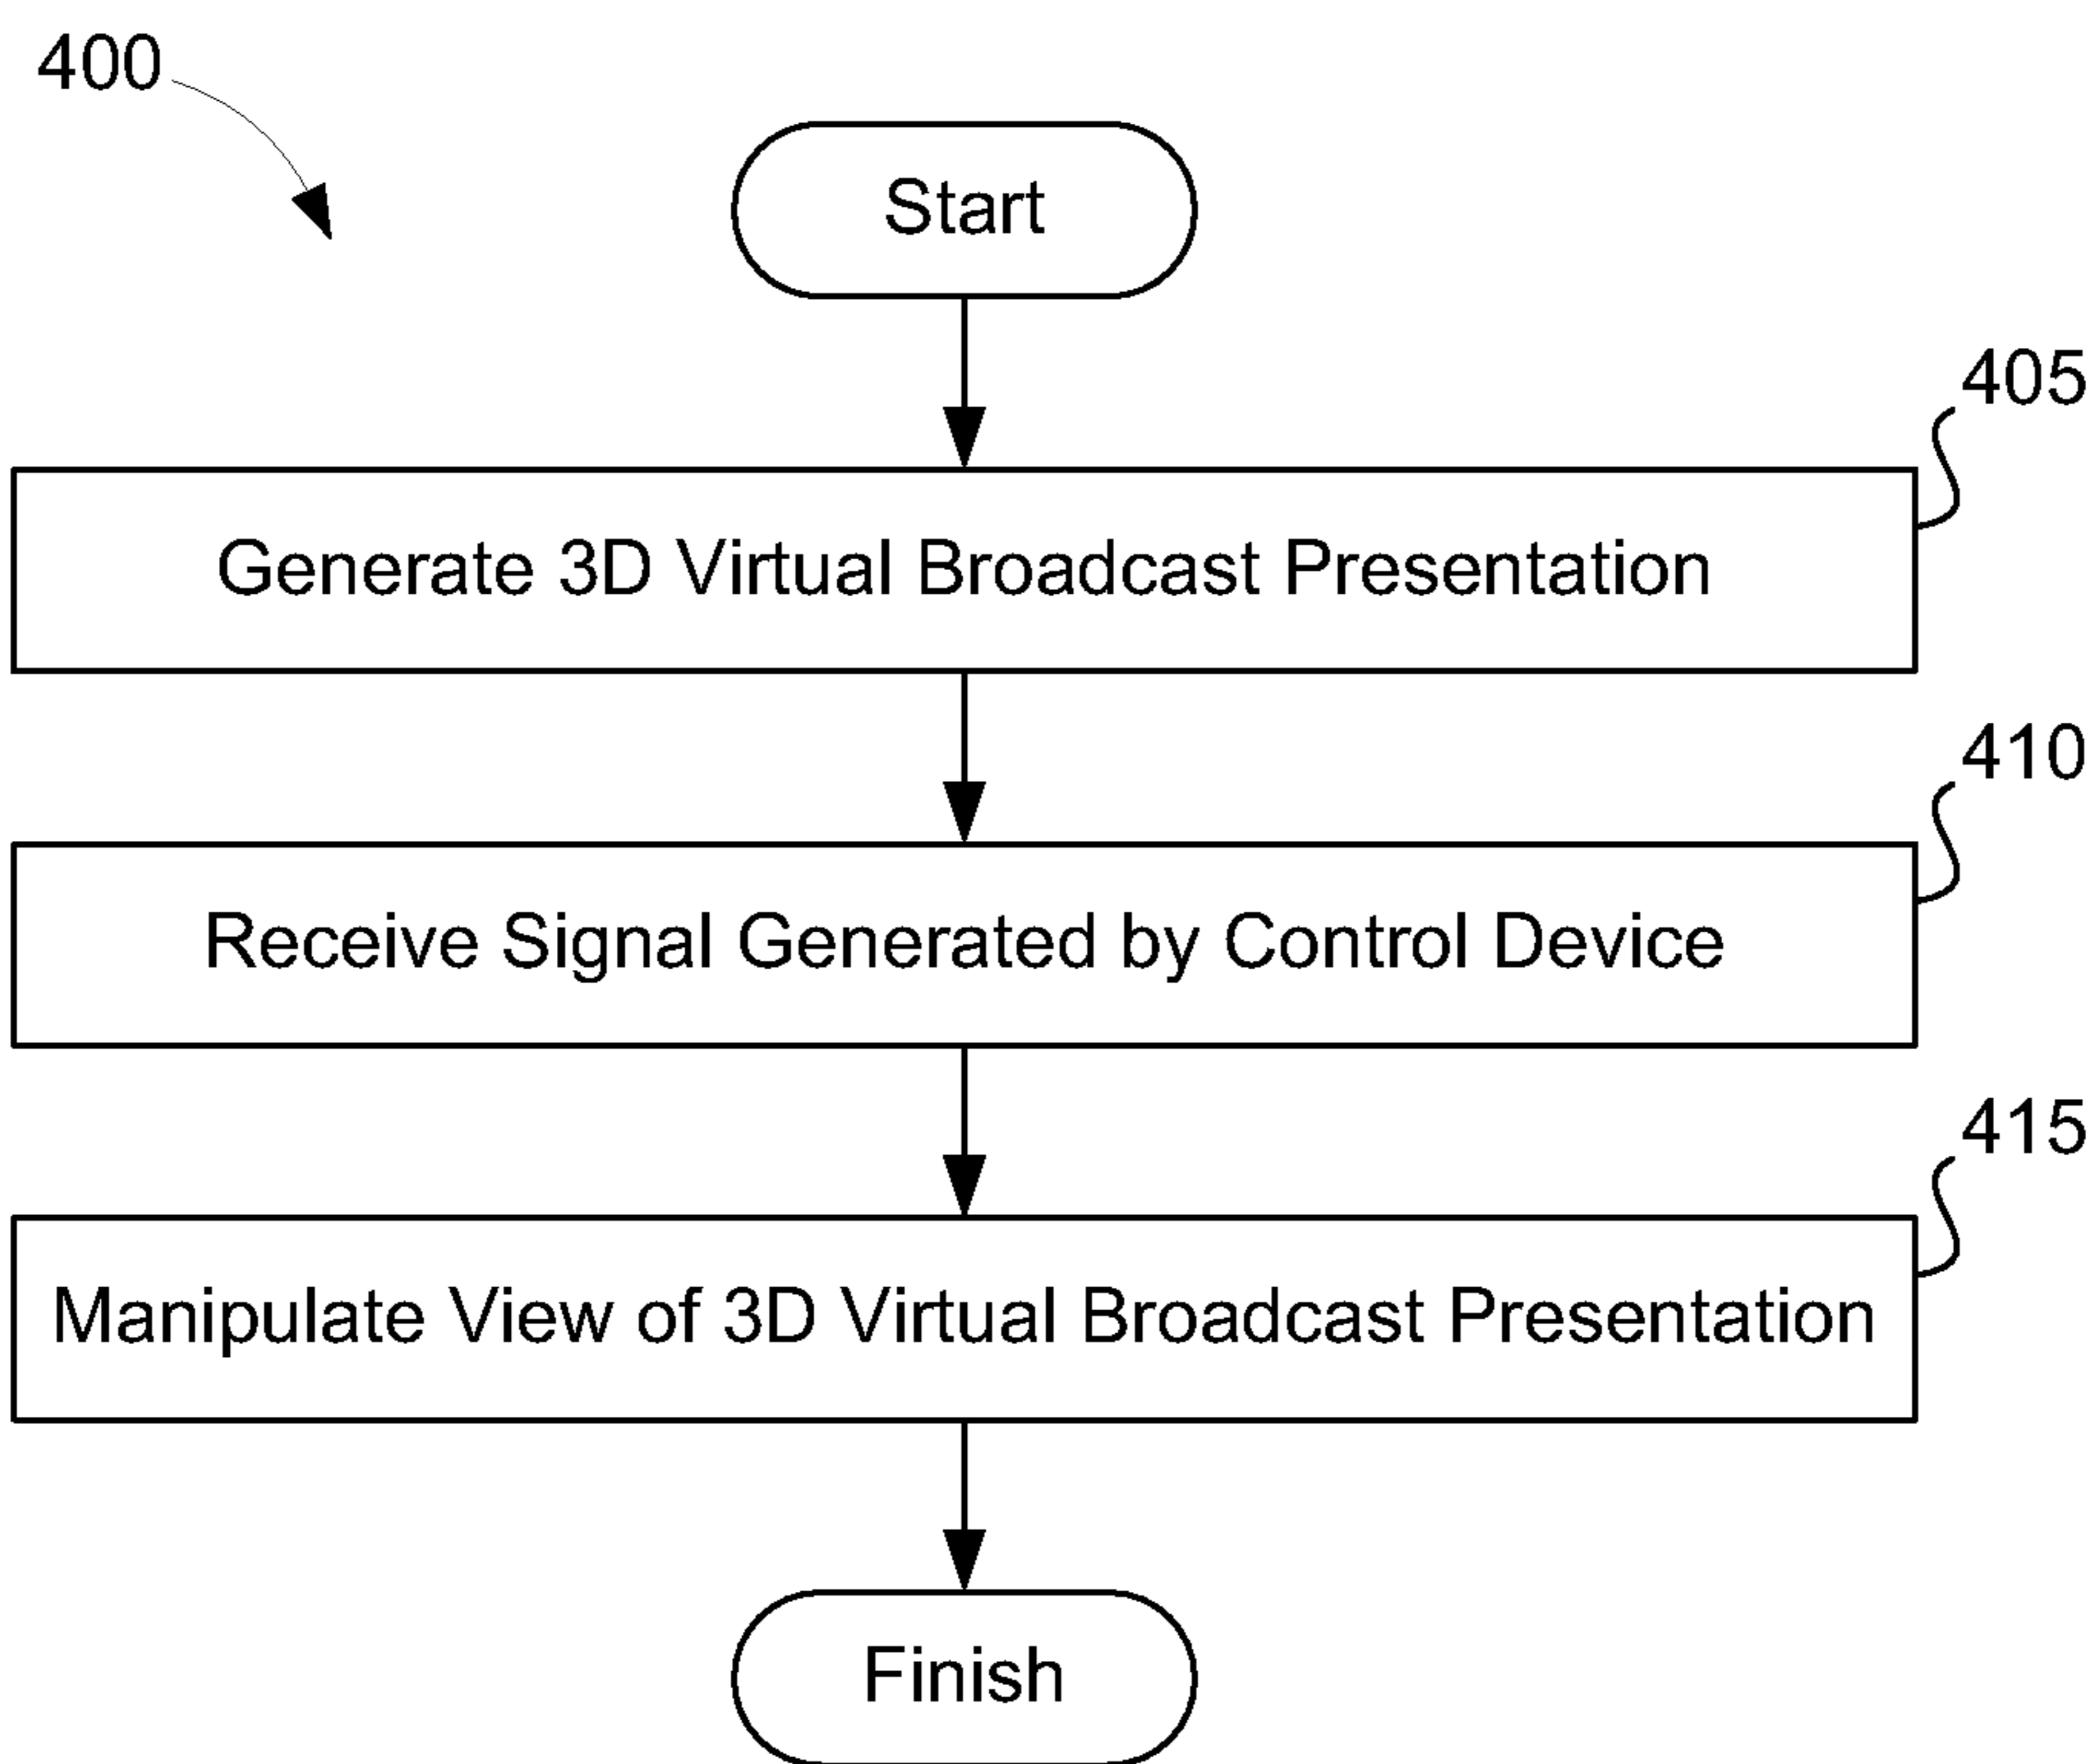 400
Start
405
Generate 3D Virtual Broadcast Presentation
410
Receive Signal Generated by Control Device
415
Manipulate View of 3D Virtual Broadcast Presentation
Finish